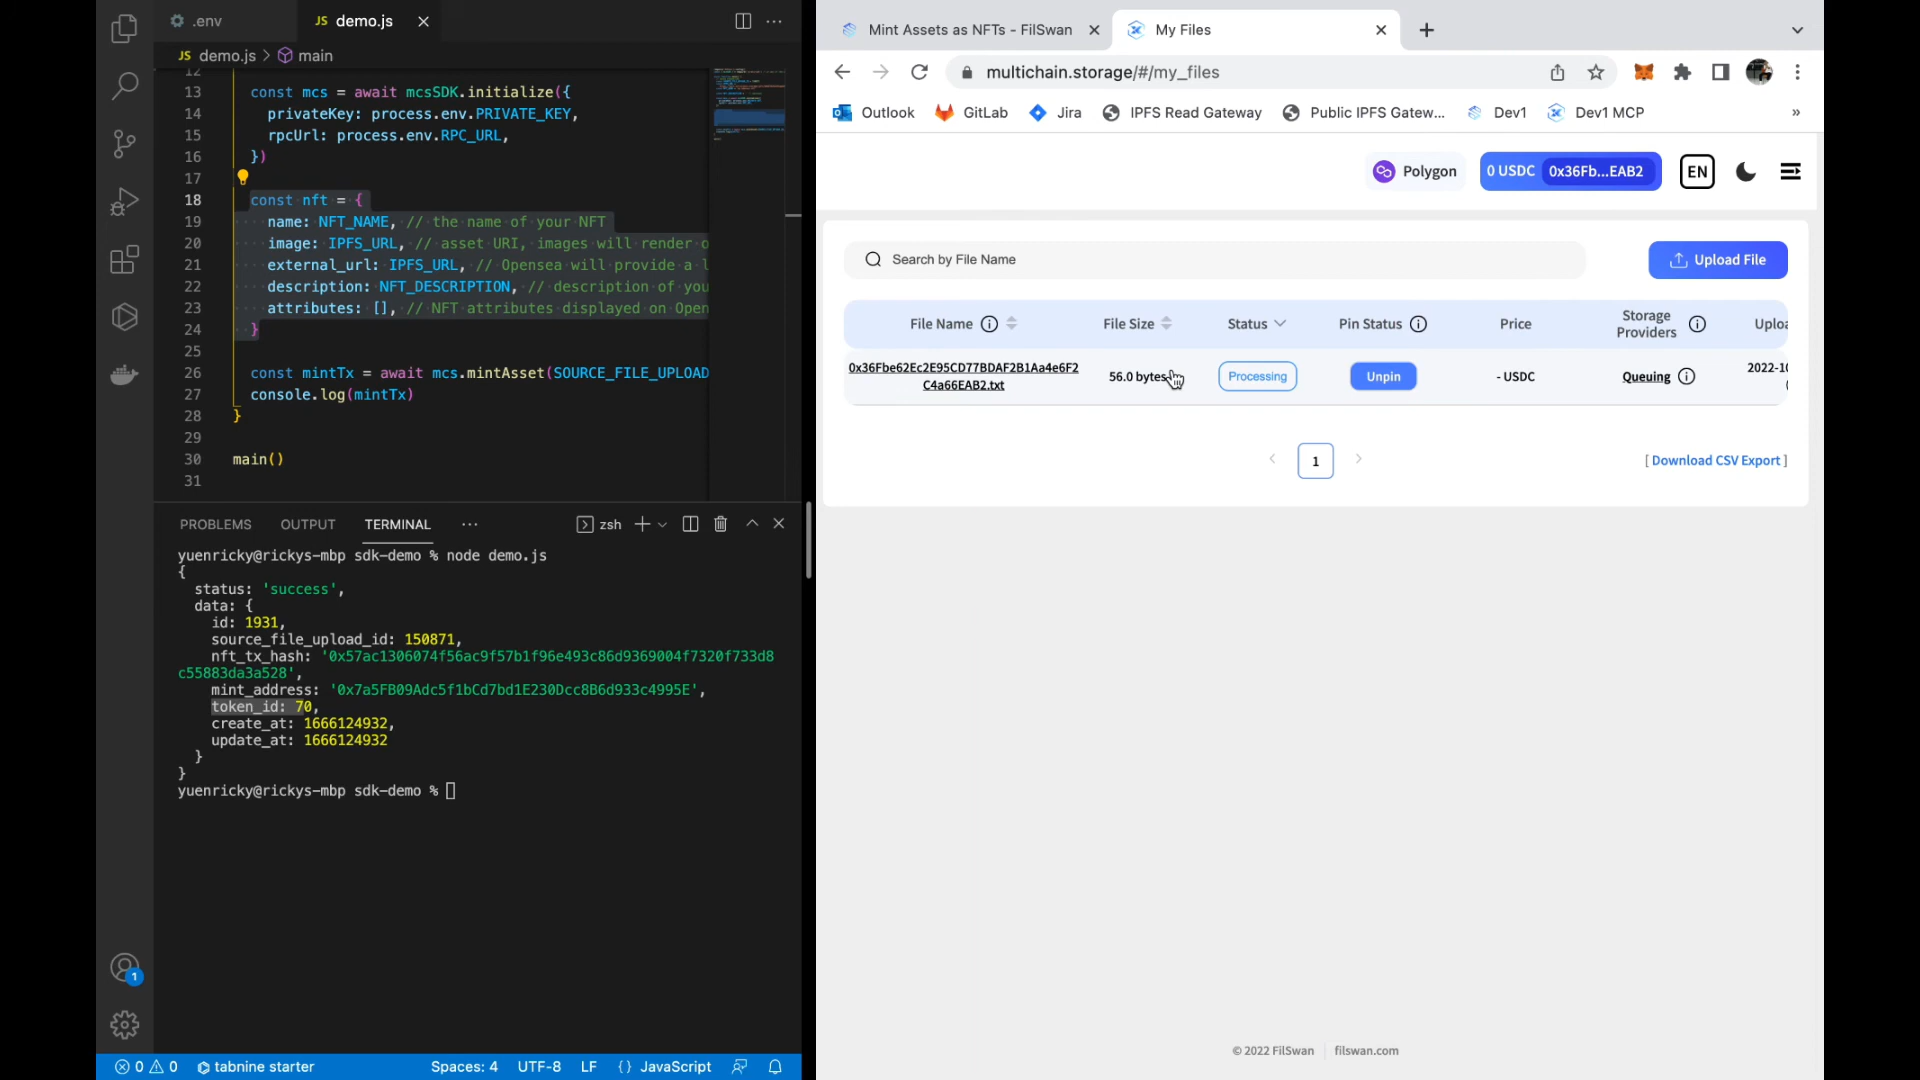 .env
JS demo.js
JS demo.js > main
12
13 const mcs = await mcsSDK.initialize({
14 privateKey: process.env.PRIVATE_KEY,
15 rpcUrl: process.env.RPC_URL,
16 })
17
18 const nft = {
19 name: NFT_NAME, // the name of your NFT
20 image: IPFS_URL, // asset URI, images will render o
21 external_url: IPFS_URL, // Opensea will provide a l
22 description: NFT_DESCRIPTION, // description of you
23 attributes: [], // NFT attributes displayed on Open
24 }
25
26 const mintTx = await mcs.mintAsset(SOURCE_FILE_UPLOAD
27 console.log(mintTx)
28 }
29
30 main()
31
PROBLEMS OUTPUT TERMINAL ... zsh
yuenricky@rickys-mbp sdk-demo % node demo.js
{
status: 'success',
data: {
id: 1931,
source_file_upload_id: 150871,
nft_tx_hash: '0x57ac1306074f56ac9f57b1f96e493c86d9369004f7320f733d8
c55883da3a528',
mint_address: '0x7a5FB09Adc5f1bCd7bd1E230Dcc8B6d933c4995E',
token_id: 70,
create_at: 1666124932,
update_at: 1666124932
}
}
yuenricky@rickys-mbp sdk-demo %
1
0 0 tabnine starter Spaces: 4 UTF-8 LF {} JavaScript
Mint Assets as NFTs - FilSwan
My Files
multichain.storage/#/my_files
Outlook GitLab Jira IPFS Read Gateway Public IPFS Gatew... Dev1 Dev1 MCP »
Polygon 0 USDC 0x36Fb...EAB2 EN
Search by File Name Upload File
File Name File Size Status Pin Status Price Storage Providers Uploa
0x36Fbe62Ec2E95CD77BDAF2B1Aa4e6F2
C4a66EAB2.txt
56.0 bytes Processing Unpin - USDC Queuing 2022-10
1
[ Download CSV Export ]
© 2022 FilSwan filswan.com